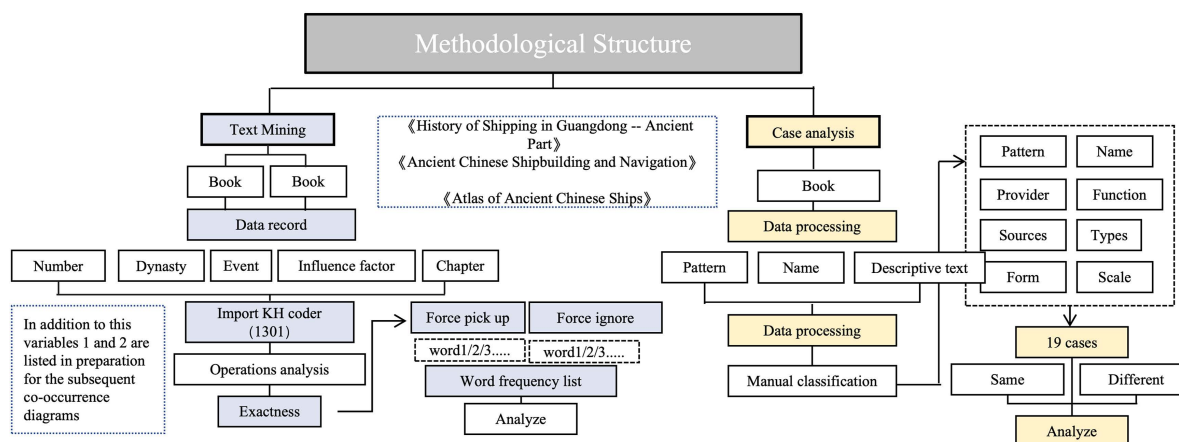 Methodological Structure
Text Mining
Book
Book
Data record
Number
Dynasty
Event
Influence factor
Chapter
Import KH coder
(1301)
Operations analysis
Exactness
In addition to this
variables 1 and 2 are
listed in preparation
for the subsequent
co-occurrence
diagrams
Force pick up
Force ignore
word1/2/3.....
word1/2/3.....
Word frequency list
Analyze
《History of Shipping in Guangdong -- Ancient
Part》
《Ancient Chinese Shipbuilding and Navigation》
《Atlas of Ancient Chinese Ships》
Case analysis
Book
Data processing
Pattern
Name
Descriptive text
Data processing
Manual classification
Pattern
Name
Provider
Function
Sources
Types
Form
Scale
19 cases
Same
Different
Analyze